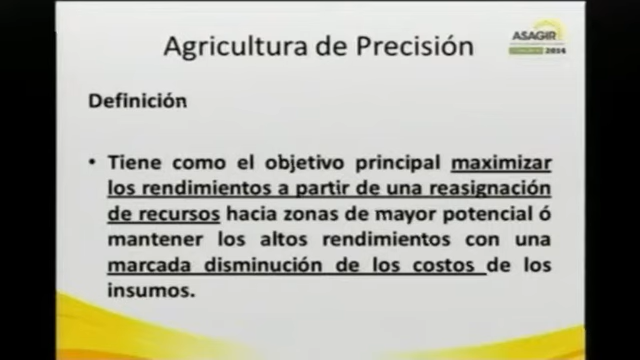 Agricultura de Precisión
ASAGIR
2014
Definición
• Tiene como el objetivo principal maximizar
los rendimientos a partir de una reasignación
de recursos hacia zonas de mayor potencial ó
mantener los altos rendimientos con una
marcada disminución de los costos de los
insumos.